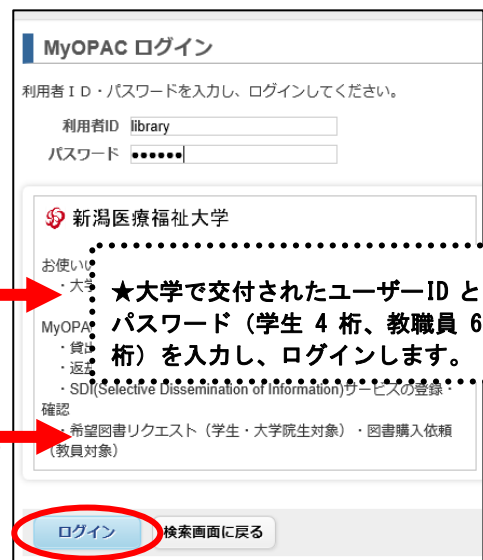 MyOPAC ログイン
利用者ＩＤ・パスワードを入力し、ログインしてください。
利用者ID library
パスワード ●●●●●●
新潟医療福祉大学
お使い
・大学
★大学で交付されたユーザーID と
パスワード（学生 4 桁、教職員 6
桁）を入力し、ログインします。
MyOPA
・貸出
・返却
・SDI(Selective Dissemination of Information)サービスの登録・
確認
・希望図書リクエスト（学生・大学院生対象）・図書購入依頼
（教員対象）
ログイン 検索画面に戻る